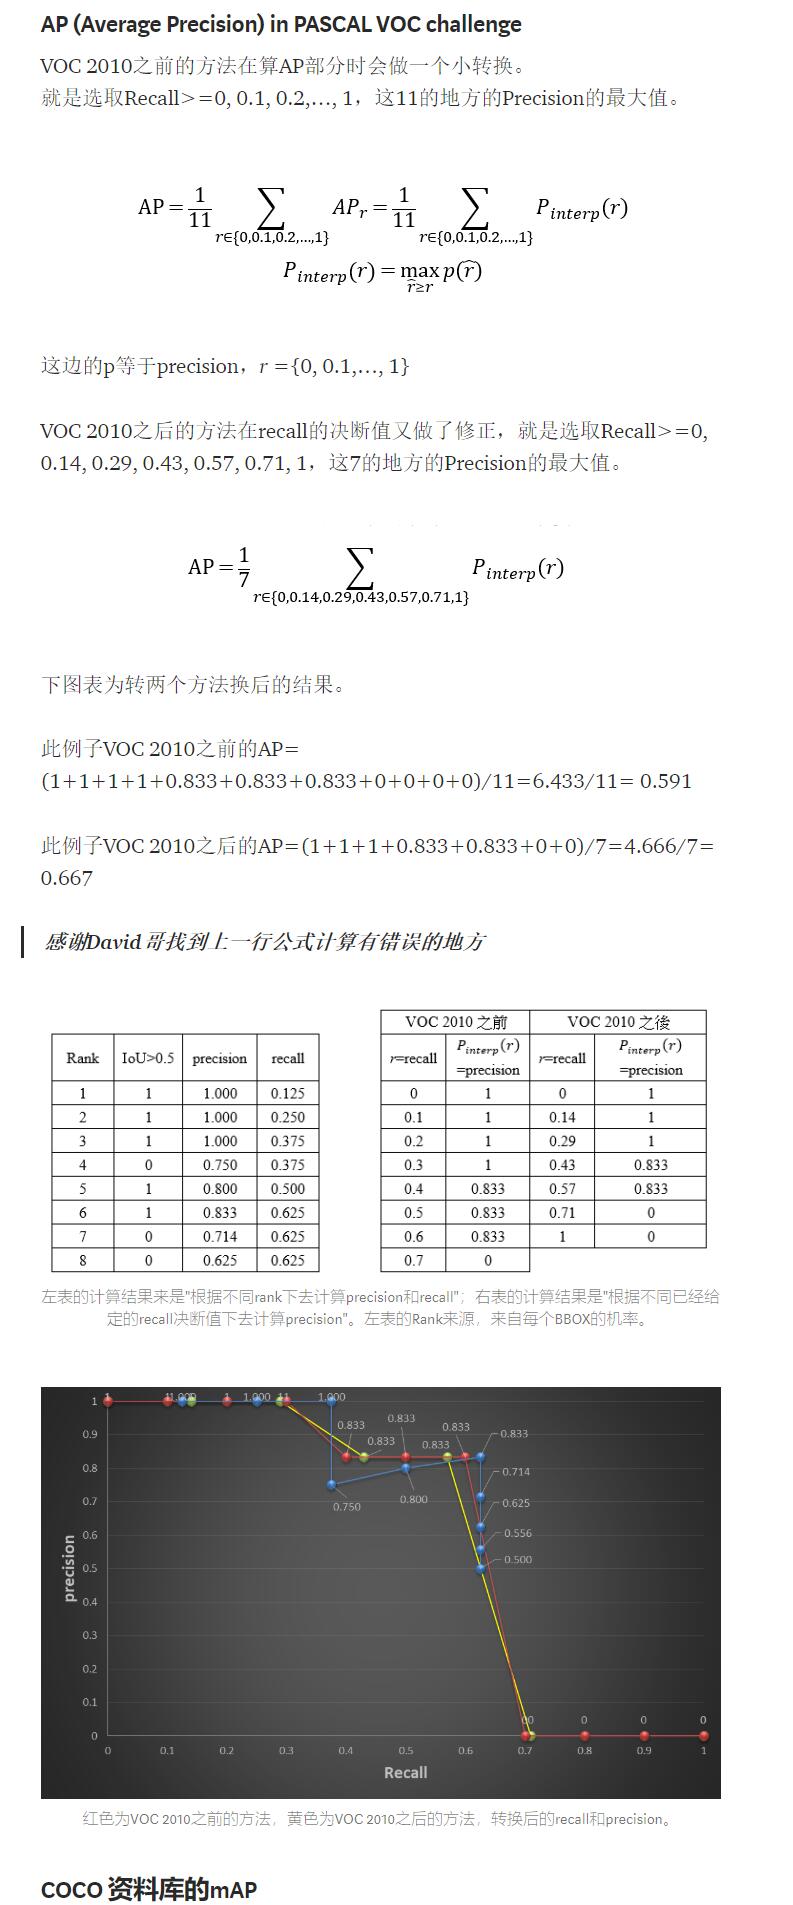 AP (Average Precision) in PASCAL VOC challenge
VOC 2010之前的方法在算AP部分时会做一个小转换。
就是选取Recall>=0, 0.1, 0.2,…, 1，这11的地方的Precision的最大值。
AP = 1/11 ∑ r∈{0,0.1,0.2,…,1} APr = 1/11 ∑ r∈{0,0.1,0.2,…,1} Pinterp(r)
Pinterp(r) = max r̂≥r p(r̂)
这边的p等于precision，r ={0, 0.1,…, 1}
VOC 2010之后的方法在recall的决断值又做了修正，就是选取Recall>=0,
0.14, 0.29, 0.43, 0.57, 0.71, 1，这7的地方的Precision的最大值。
AP = 1/7 ∑ r∈{0,0.14,0.29,0.43,0.57,0.71,1} Pinterp(r)
下图表为转两个方法换后的结果。
此例子VOC 2010之前的AP=
(1+1+1+1+0.833+0.833+0.833+0+0+0+0)/11=6.433/11= 0.591
此例子VOC 2010之后的AP=(1+1+1+0.833+0.833+0+0)/7=4.666/7=
0.667
感谢David哥找到上一行公式计算有错误的地方
Rank IoU>0.5 precision recall
1 1 1.000 0.125
2 1 1.000 0.250
3 1 1.000 0.375
4 0 0.750 0.375
5 1 0.800 0.500
6 1 0.833 0.625
7 0 0.714 0.625
8 0 0.625 0.625
VOC 2010 之前 VOC 2010 之後
r=recall Pinterp(r) =precision r=recall Pinterp(r) =precision
0 1 0 1
0.1 1 0.14 1
0.2 1 0.29 1
0.3 1 0.43 0.833
0.4 0.833 0.57 0.833
0.5 0.833 0.71 0
0.6 0.833 1 0
0.7 0
左表的计算结果来是"根据不同rank下去计算precision和recall"；右表的计算结果是"根据不同已经给
定的recall决断值下去计算precision"。左表的Rank来源，来自每个BBOX的机率。
1 1 1.000 1 1.000 1 1 1.000
0.833 0.833 0.833 0.833 0.833 0.833
0.750 0.800
0.714
0.625
0.556
0.500
0 0 0 0 0
precision
1
0.9
0.8
0.7
0.6
0.5
0.4
0.3
0.2
0.1
0
0 0.1 0.2 0.3 0.4 0.5 0.6 0.7 0.8 0.9 1
Recall
红色为VOC 2010之前的方法，黄色为VOC 2010之后的方法，转换后的recall和precision。
COCO 资料库的mAP